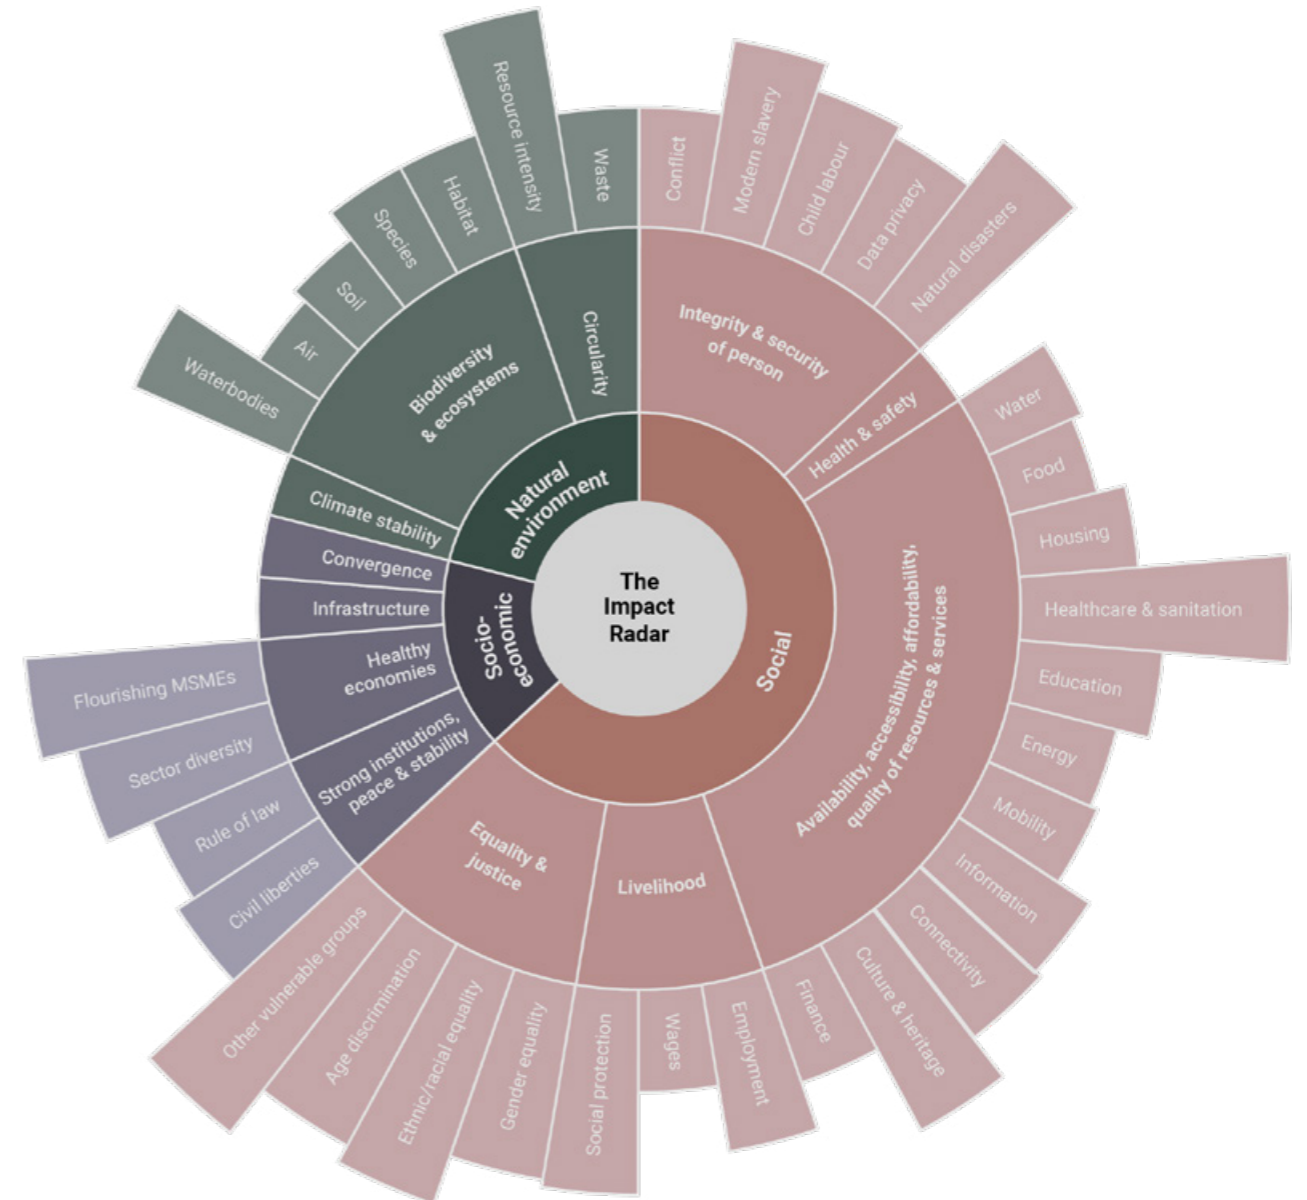 The
Impact
Radar
Social
Integrity & security
of person
Conflict
Modern slavery
Child labour
Data privacy
Natural disasters
Health & safety
Availability, accessibility, affordability,
quality of resources & services
Water
Food
Housing
Healthcare & sanitation
Education
Energy
Mobility
Information
Connectivity
Culture & heritage
Finance
Livelihood
Employment
Wages
Social protection
Equality &
justice
Gender equality
Ethnic/racial equality
Age discrimination
Other vulnerable groups
Socio-
economic
Strong institutions,
peace & stability
Civil liberties
Rule of law
Healthy
economies
Sector diversity
Flourishing MSMEs
Infrastructure
Convergence
Natural
environment
Climate stability
Biodiversity
& ecosystems
Waterbodies
Air
Soil
Species
Habitat
Circularity
Resource intensity
Waste